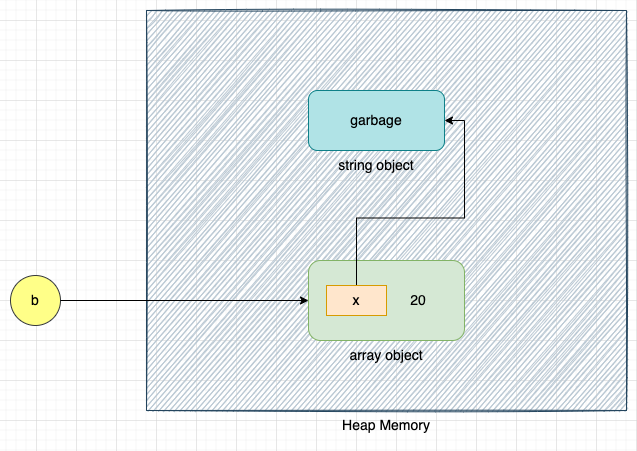 garbage
string object
b
x 20
array object
Heap Memory